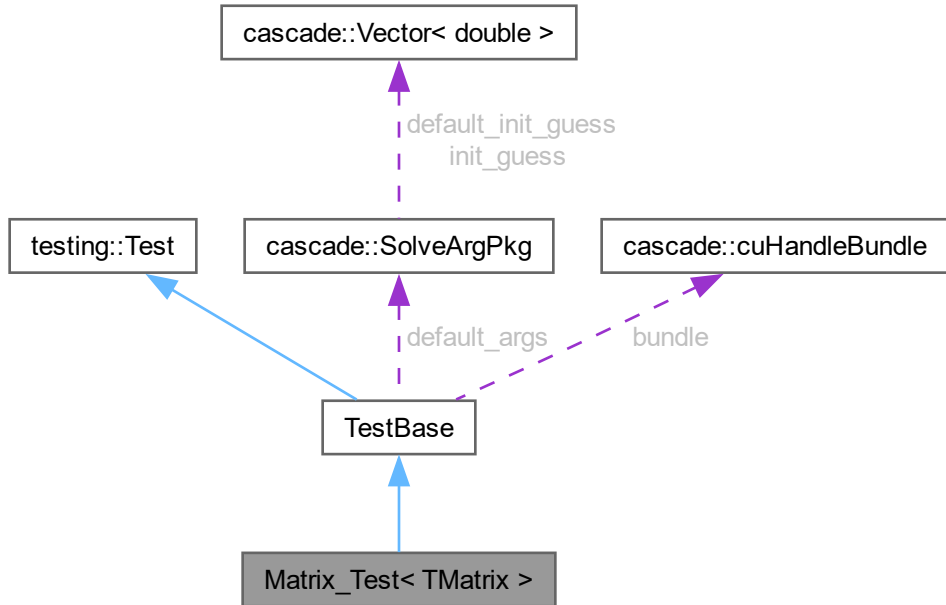 cascade::Vector< double >
default_init_guess
init_guess
testing::Test
cascade::SolveArgPkg
cascade::cuHandleBundle
default_args
bundle
TestBase
Matrix_Test< TMatrix >